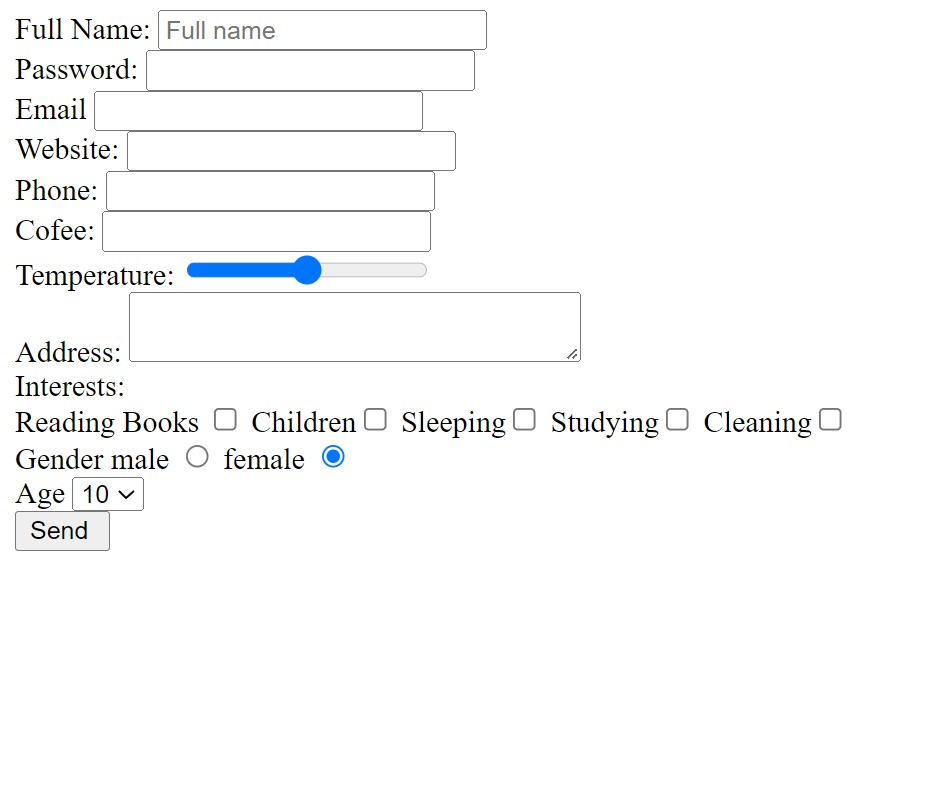 Full Name: Full name
Password:
Email
Website:
Phone:
Cofee:
Temperature:
Address:
Interests:
Reading Books Children Sleeping Studying Cleaning
Gender male female
Age 10
Send